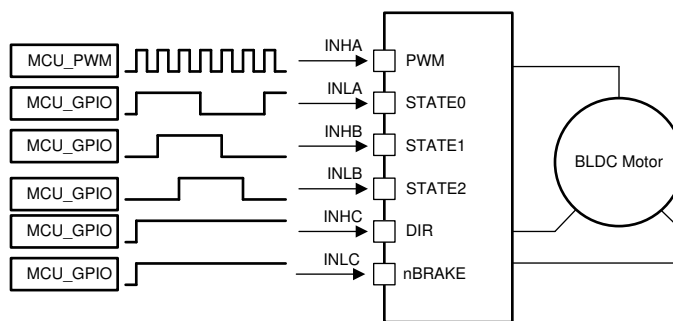 MCU_PWM INHA PWM
MCU_GPIO INLA STATE0
MCU_GPIO INHB STATE1
BLDC Motor
MCU_GPIO INLB STATE2
MCU_GPIO INHC DIR
MCU_GPIO INLC nBRAKE